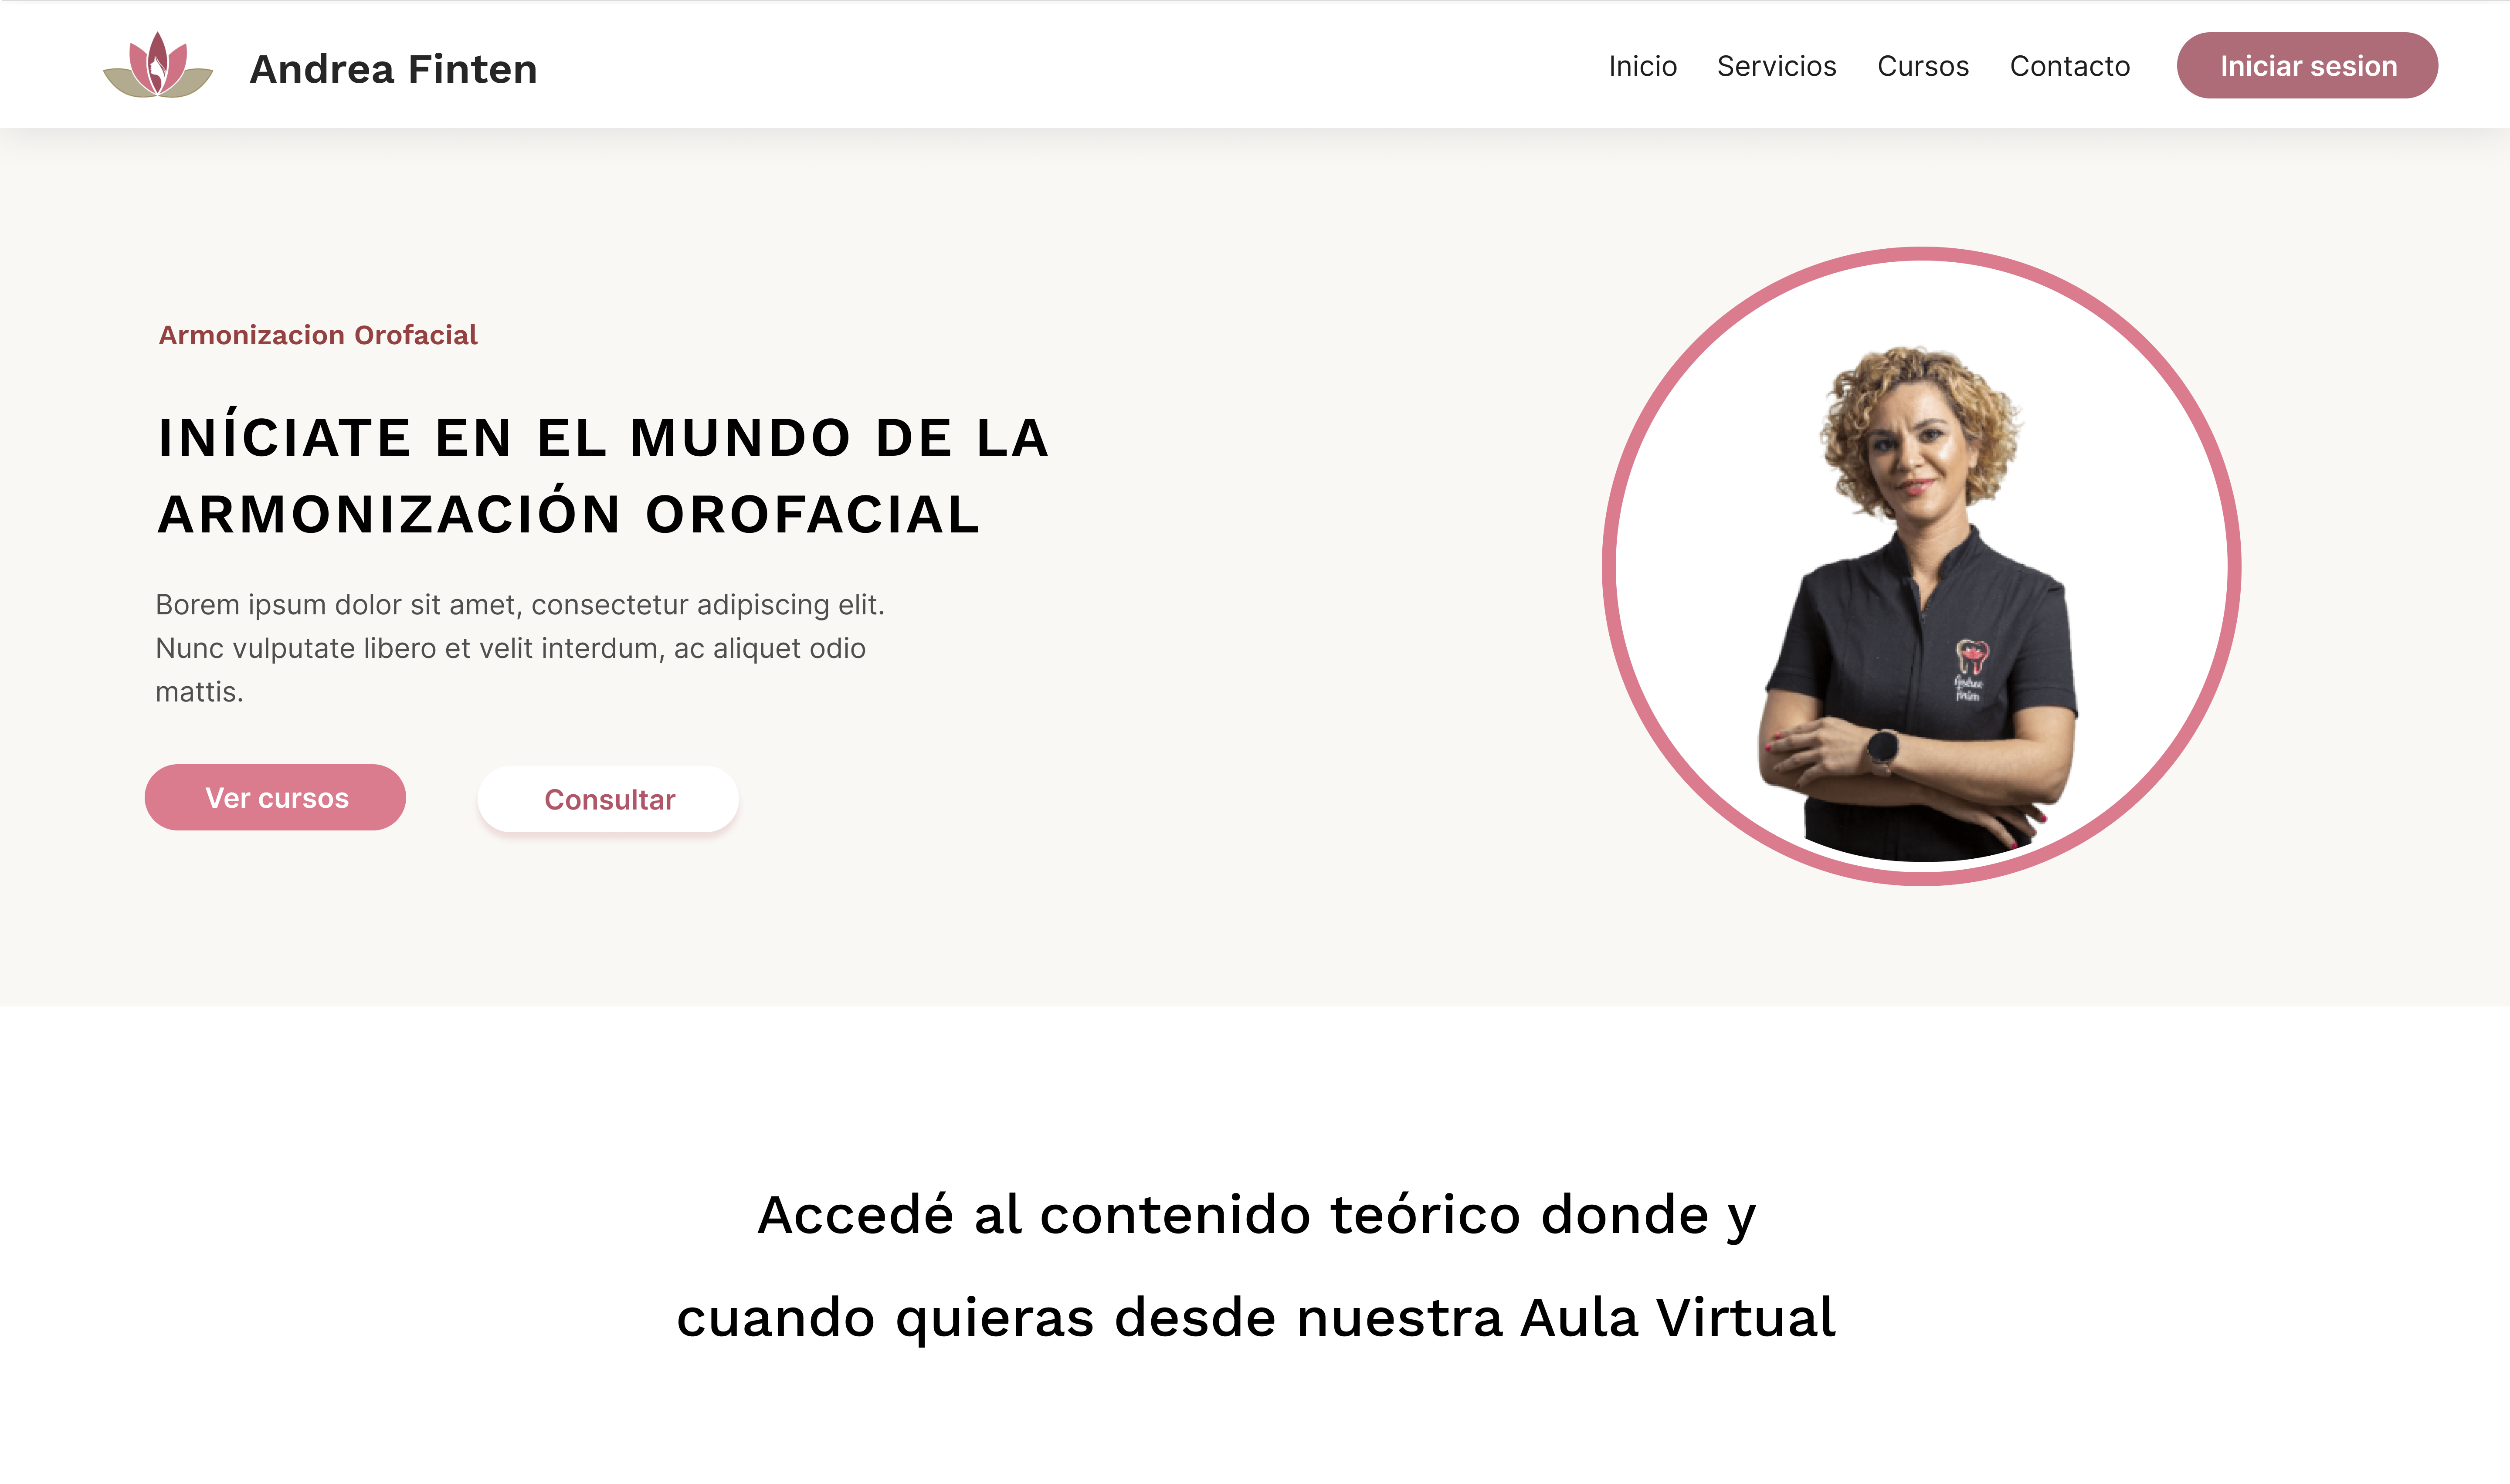 Andrea Finten
Inicio Servicios Cursos Contacto Iniciar sesion
Armonizacion Orofacial
INÍCIATE EN EL MUNDO DE LA
ARMONIZACIÓN OROFACIAL
Borem ipsum dolor sit amet, consectetur adipiscing elit.
Nunc vulputate libero et velit interdum, ac aliquet odio
mattis.
Ver cursos Consultar
Andrea
Finten
Accedé al contenido teórico donde y
cuando quieras desde nuestra Aula Virtual